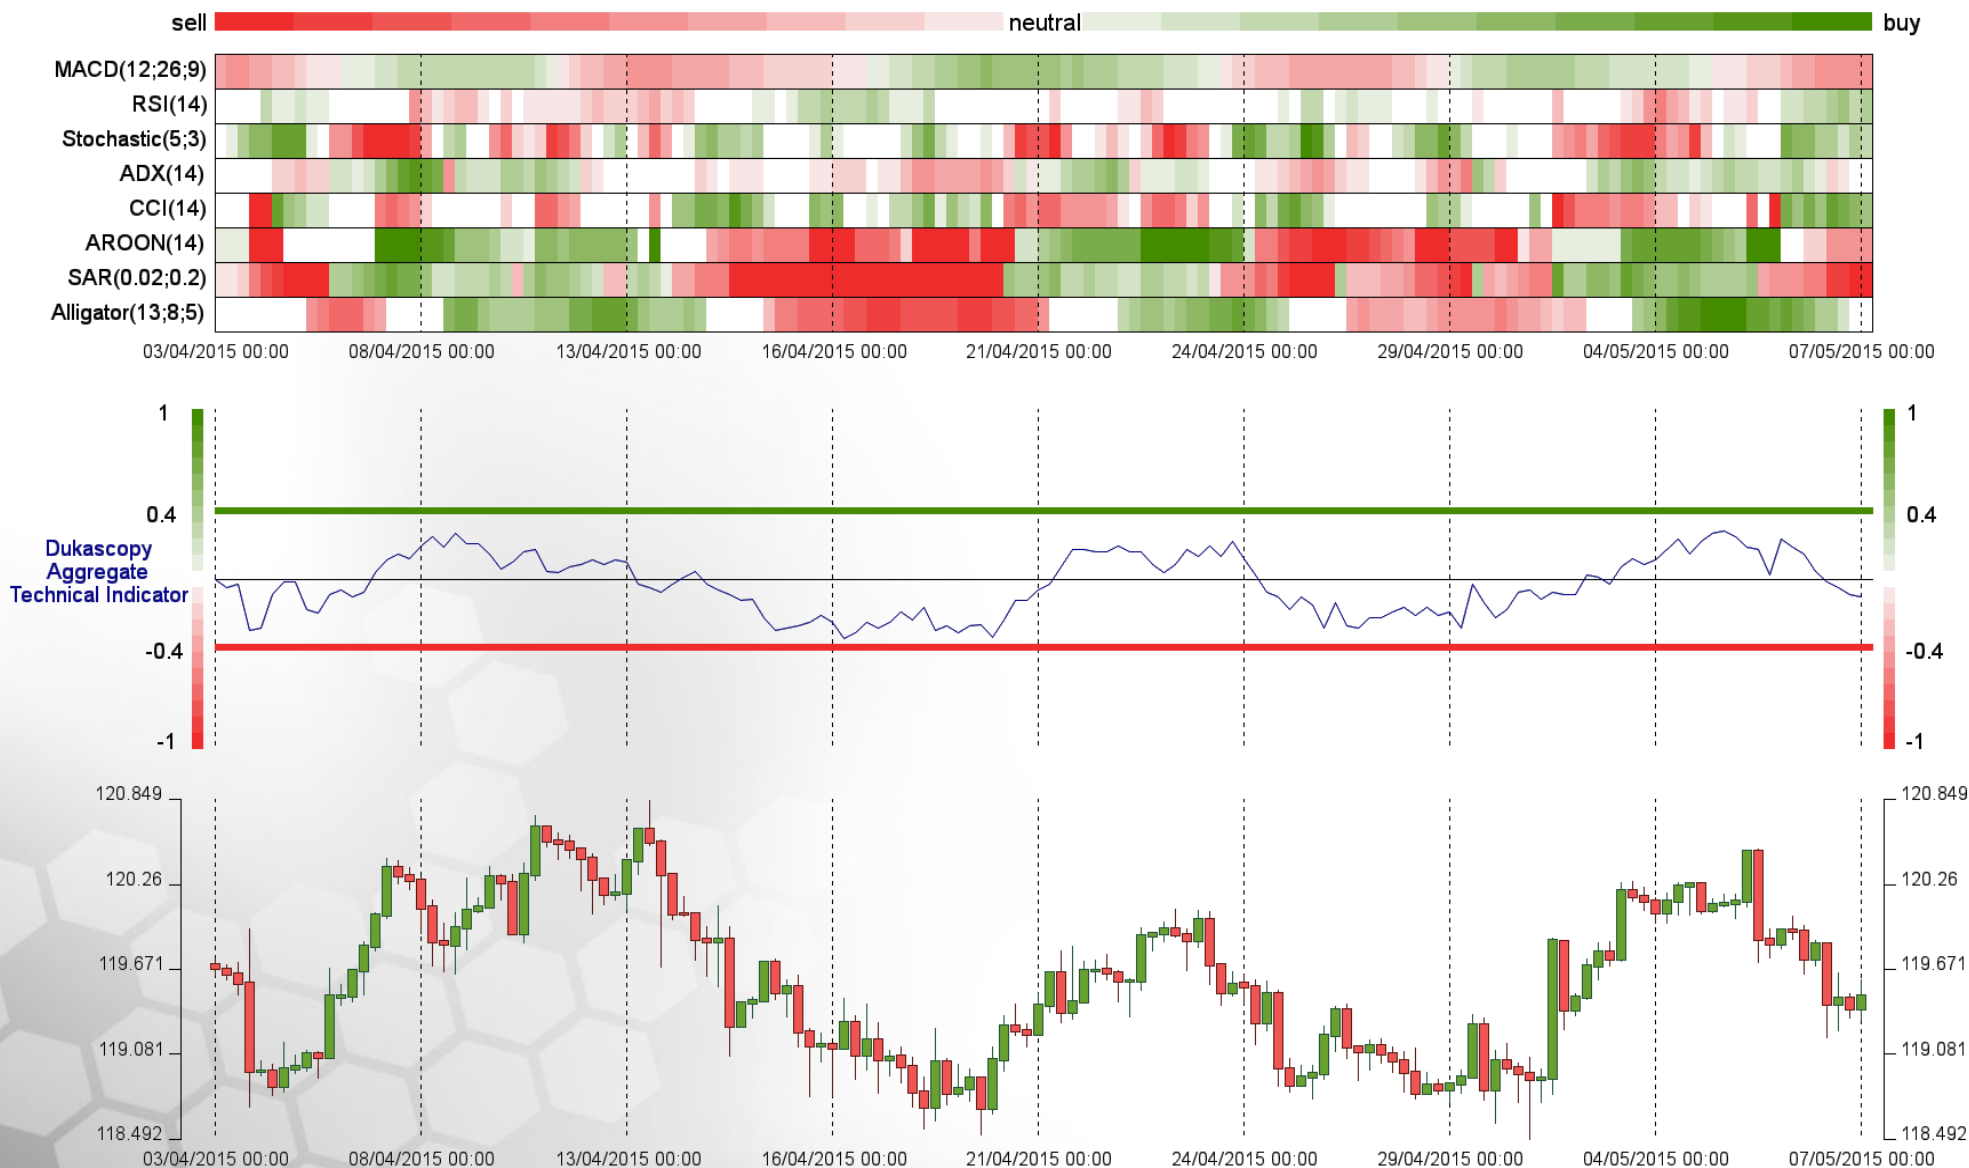 sell neutral buy
MACD(12;26;9)
RSI(14)
Stochastic(5;3)
ADX(14)
CCI(14)
AROON(14)
SAR(0.02;0.2)
Alligator(13;8;5)
03/04/2015 00:00 08/04/2015 00:00 13/04/2015 00:00 16/04/2015 00:00 21/04/2015 00:00 24/04/2015 00:00 29/04/2015 00:00 04/05/2015 00:00 07/05/2015 00:00
1 1
0.4 0.4
Dukascopy
Aggregate
Technical Indicator
-0.4 -0.4
-1 -1
120.849 120.849
120.26 120.26
119.671 119.671
119.081 119.081
118.492 118.492
03/04/2015 00:00 08/04/2015 00:00 13/04/2015 00:00 16/04/2015 00:00 21/04/2015 00:00 24/04/2015 00:00 29/04/2015 00:00 04/05/2015 00:00 07/05/2015 00:00